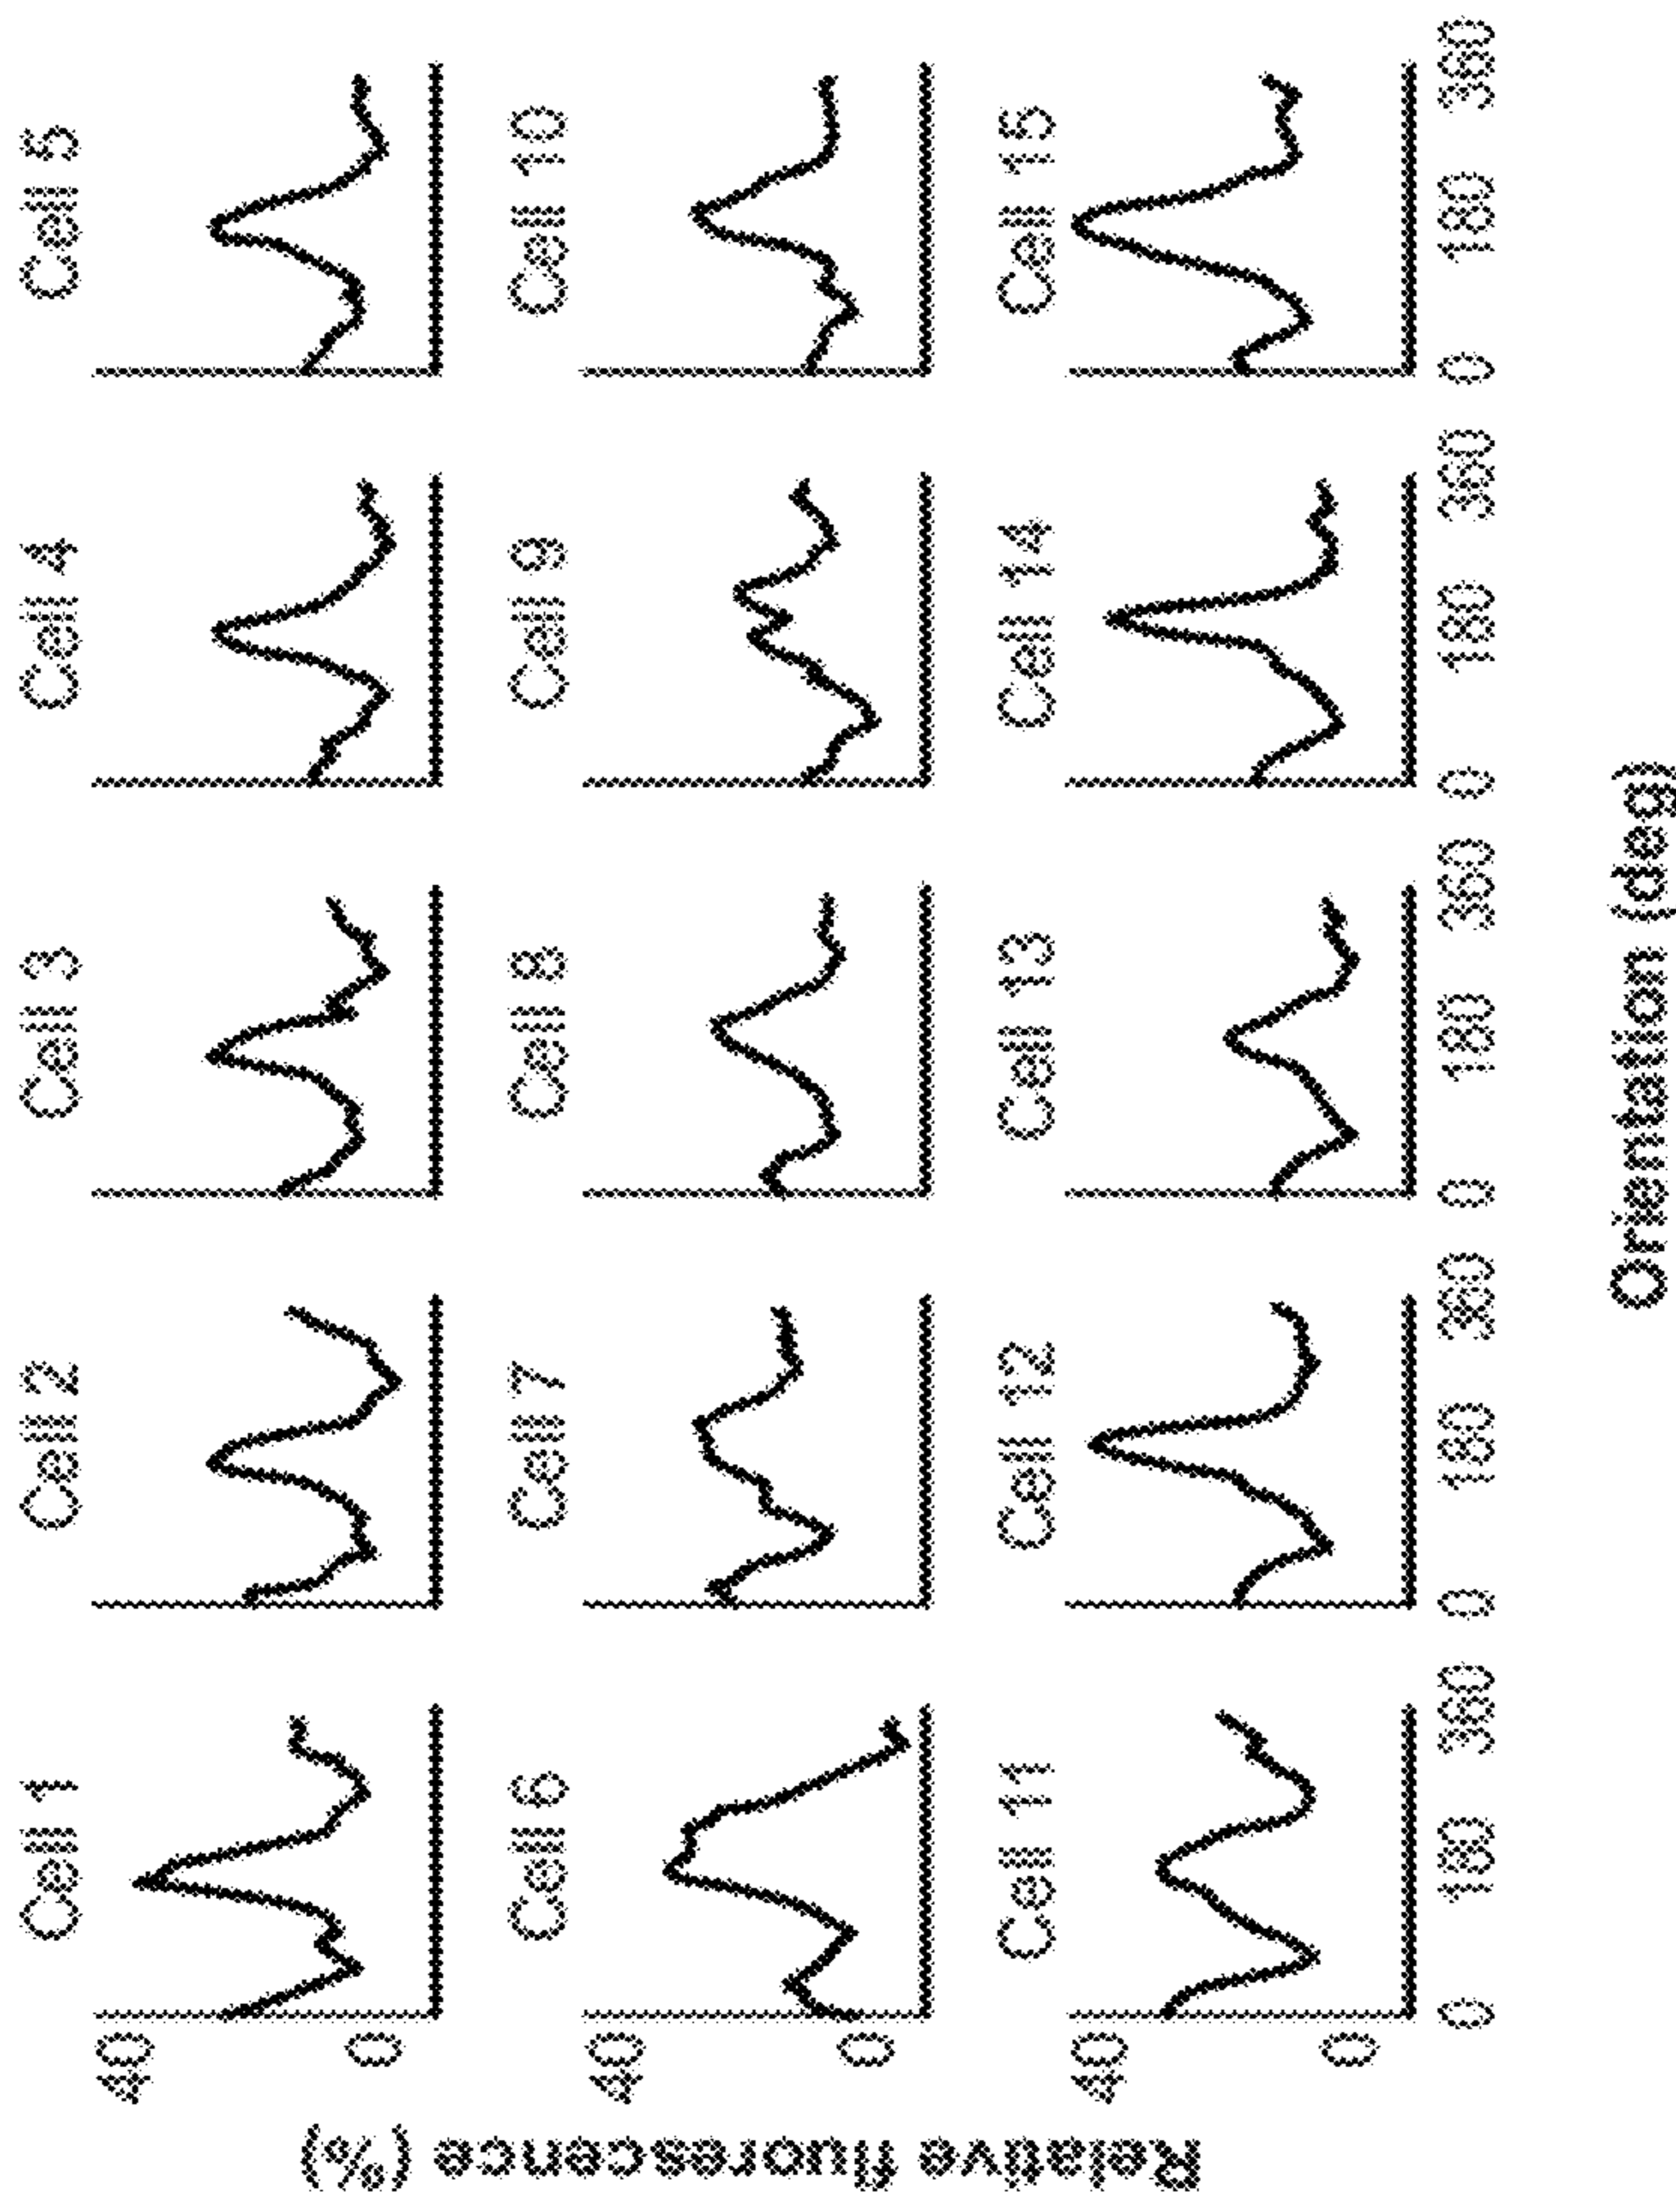 Cell 1 Cell 2 Cell 3 Cell 4 Cell 5
40
0
Cell 6 Cell 7 Cell 8 Cell 9 Cell 10
40
0
Cell 11 Cell 12 Cell 13 Cell 14 Cell 15
40
0
0 180 360 0 180 360 0 180 360 0 180 360 0 180 360
Relative fluorescence (%)
Orientation (deg)